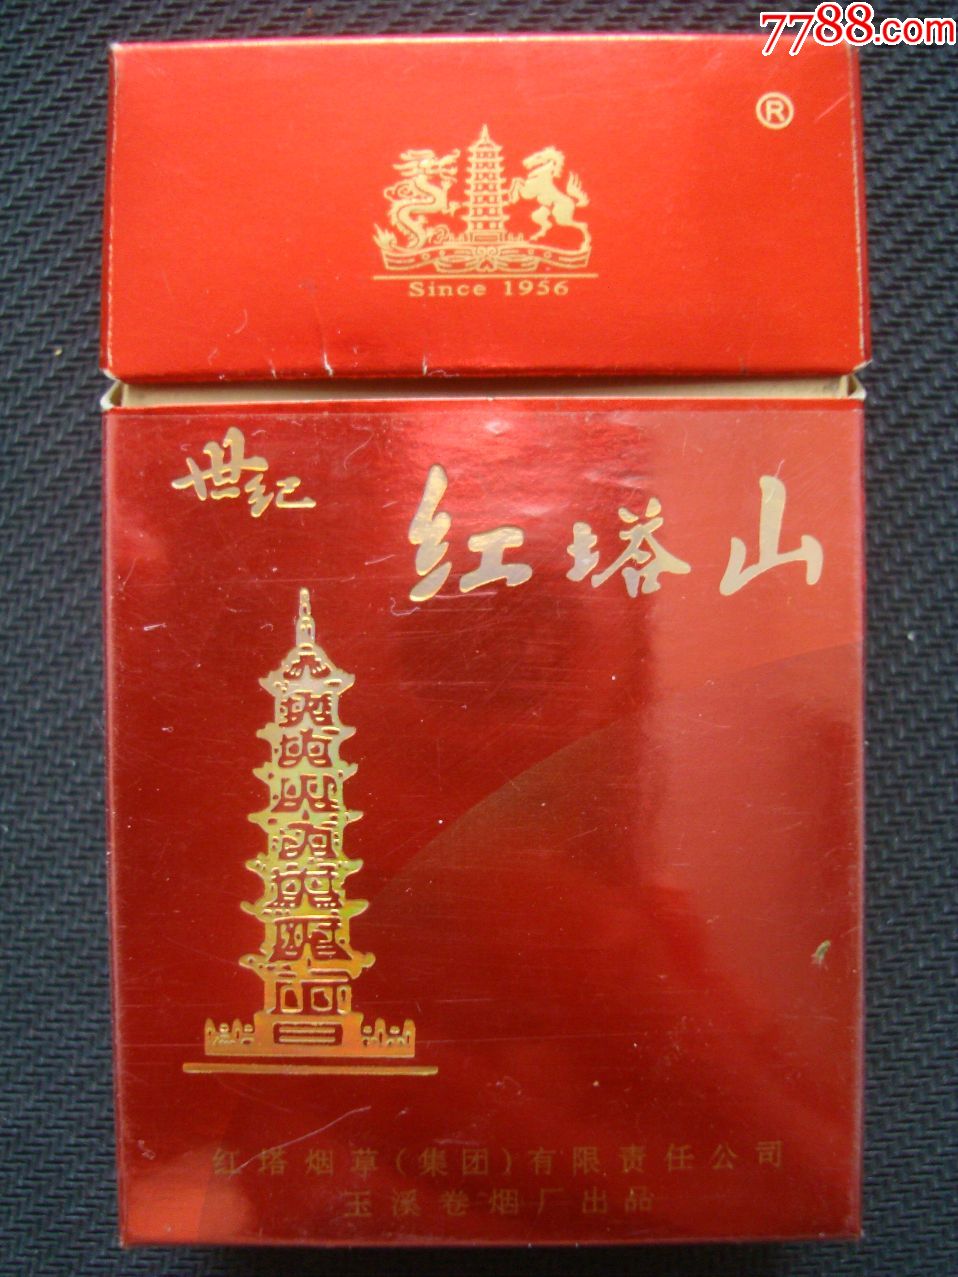 7788.com
®
Since 1956
世纪
红塔山
红塔烟草(集团)有限责任公司
玉溪卷烟厂出品